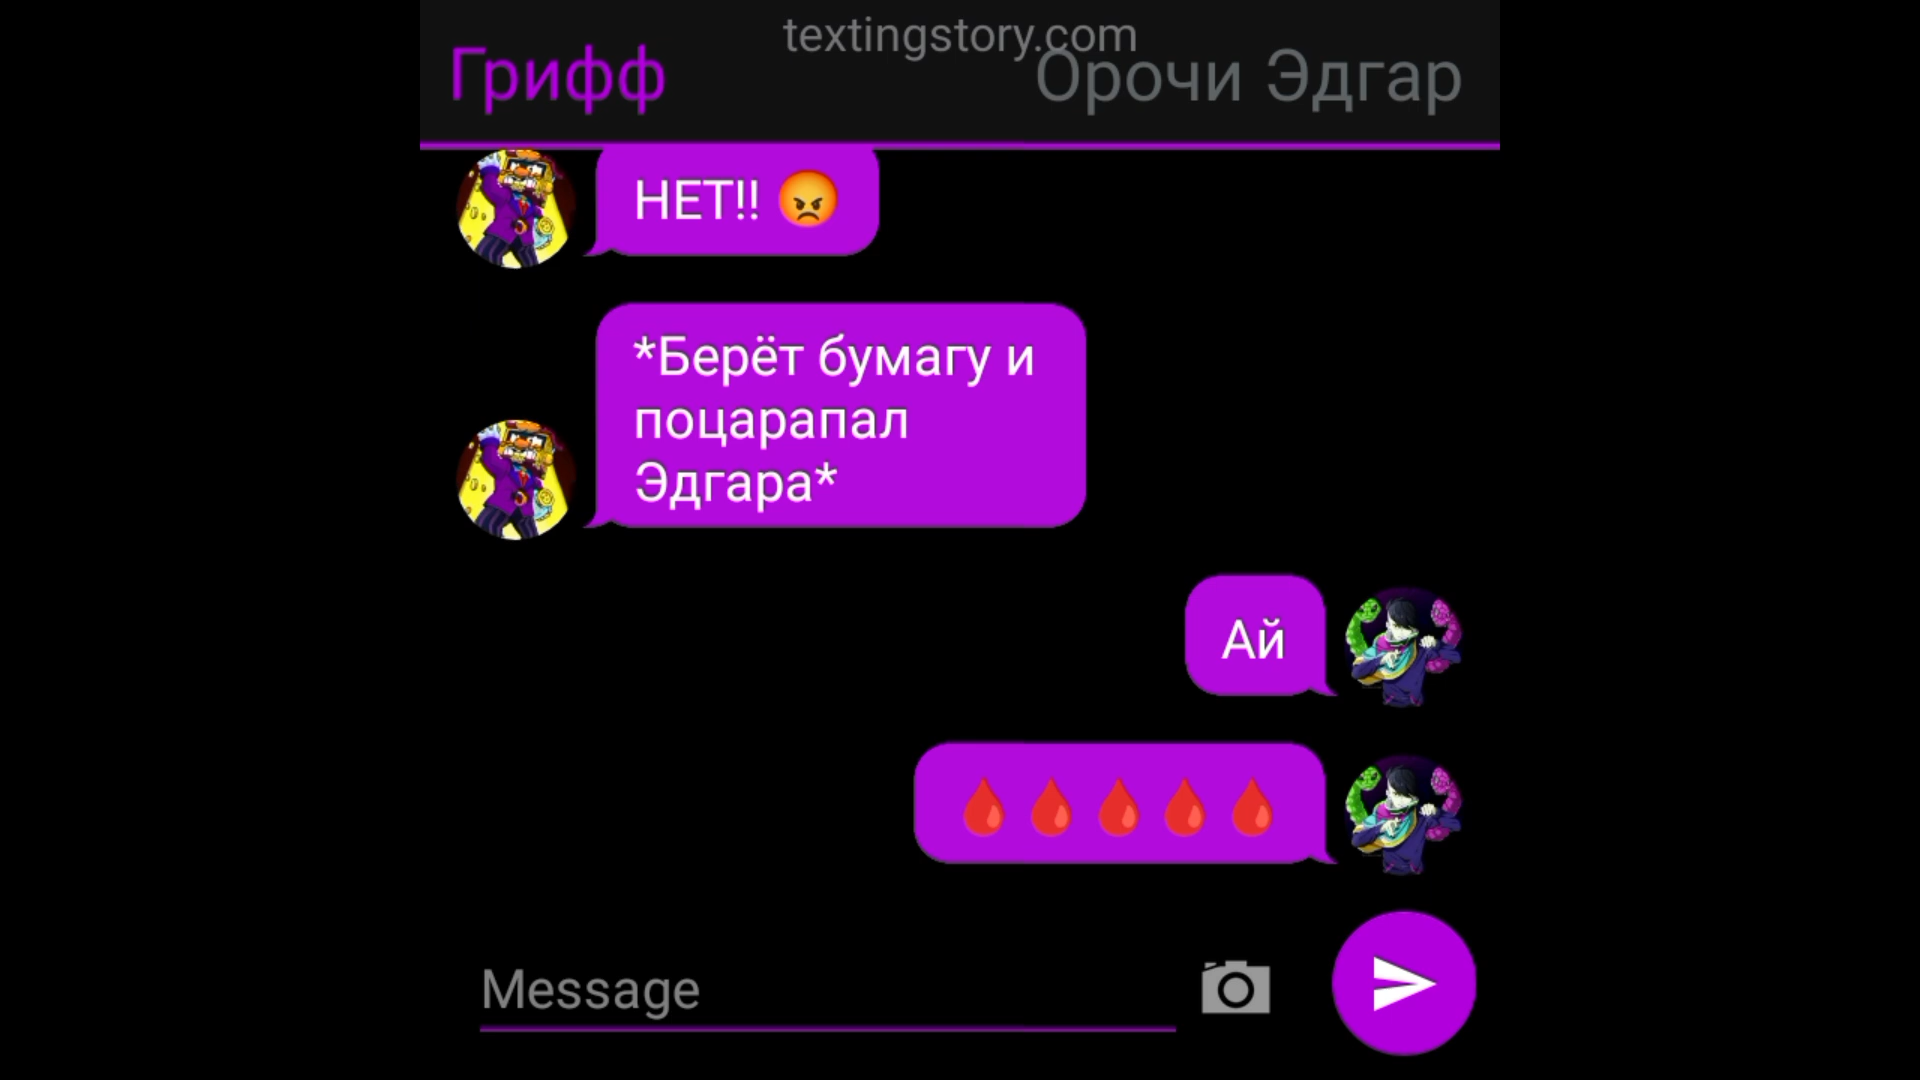 textingstory.com
Грифф
Орочи Эдгар
НЕТ!! 😡
*Берёт бумагу и
поцарапал
Эдгара*
Ай
🩸🩸🩸🩸🩸
Message